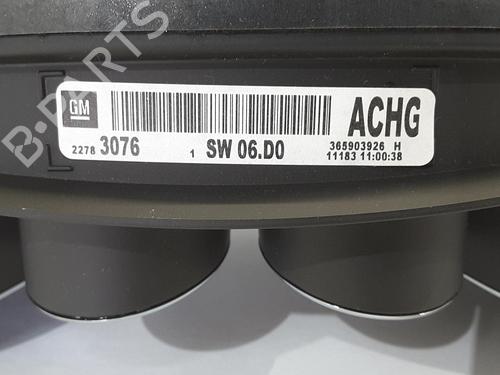 GM
ACHG
2278 3076 1 SW 06.D0
365903926 H
11183 11:00:38
B-PARTS